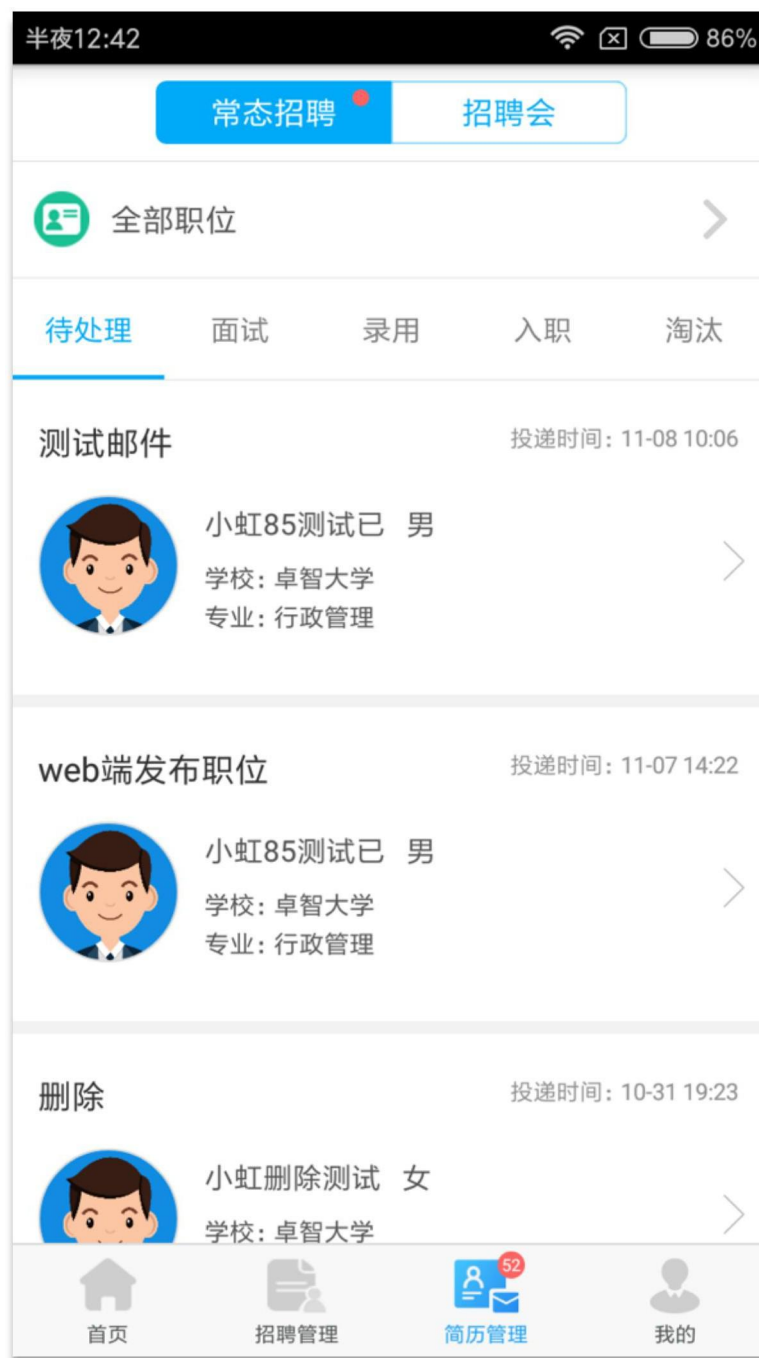 半夜12:42 86%
常态招聘 招聘会
全部职位
待处理 面试 录用 入职 淘汰
测试邮件 投递时间：11-08 10:06
小虹85测试已 男
学校：卓智大学
专业：行政管理
web端发布职位 投递时间：11-07 14:22
小虹85测试已 男
学校：卓智大学
专业：行政管理
删除 投递时间：10-31 19:23
小虹删除测试 女
学校：卓智大学
52
首页 招聘管理 简历管理 我的